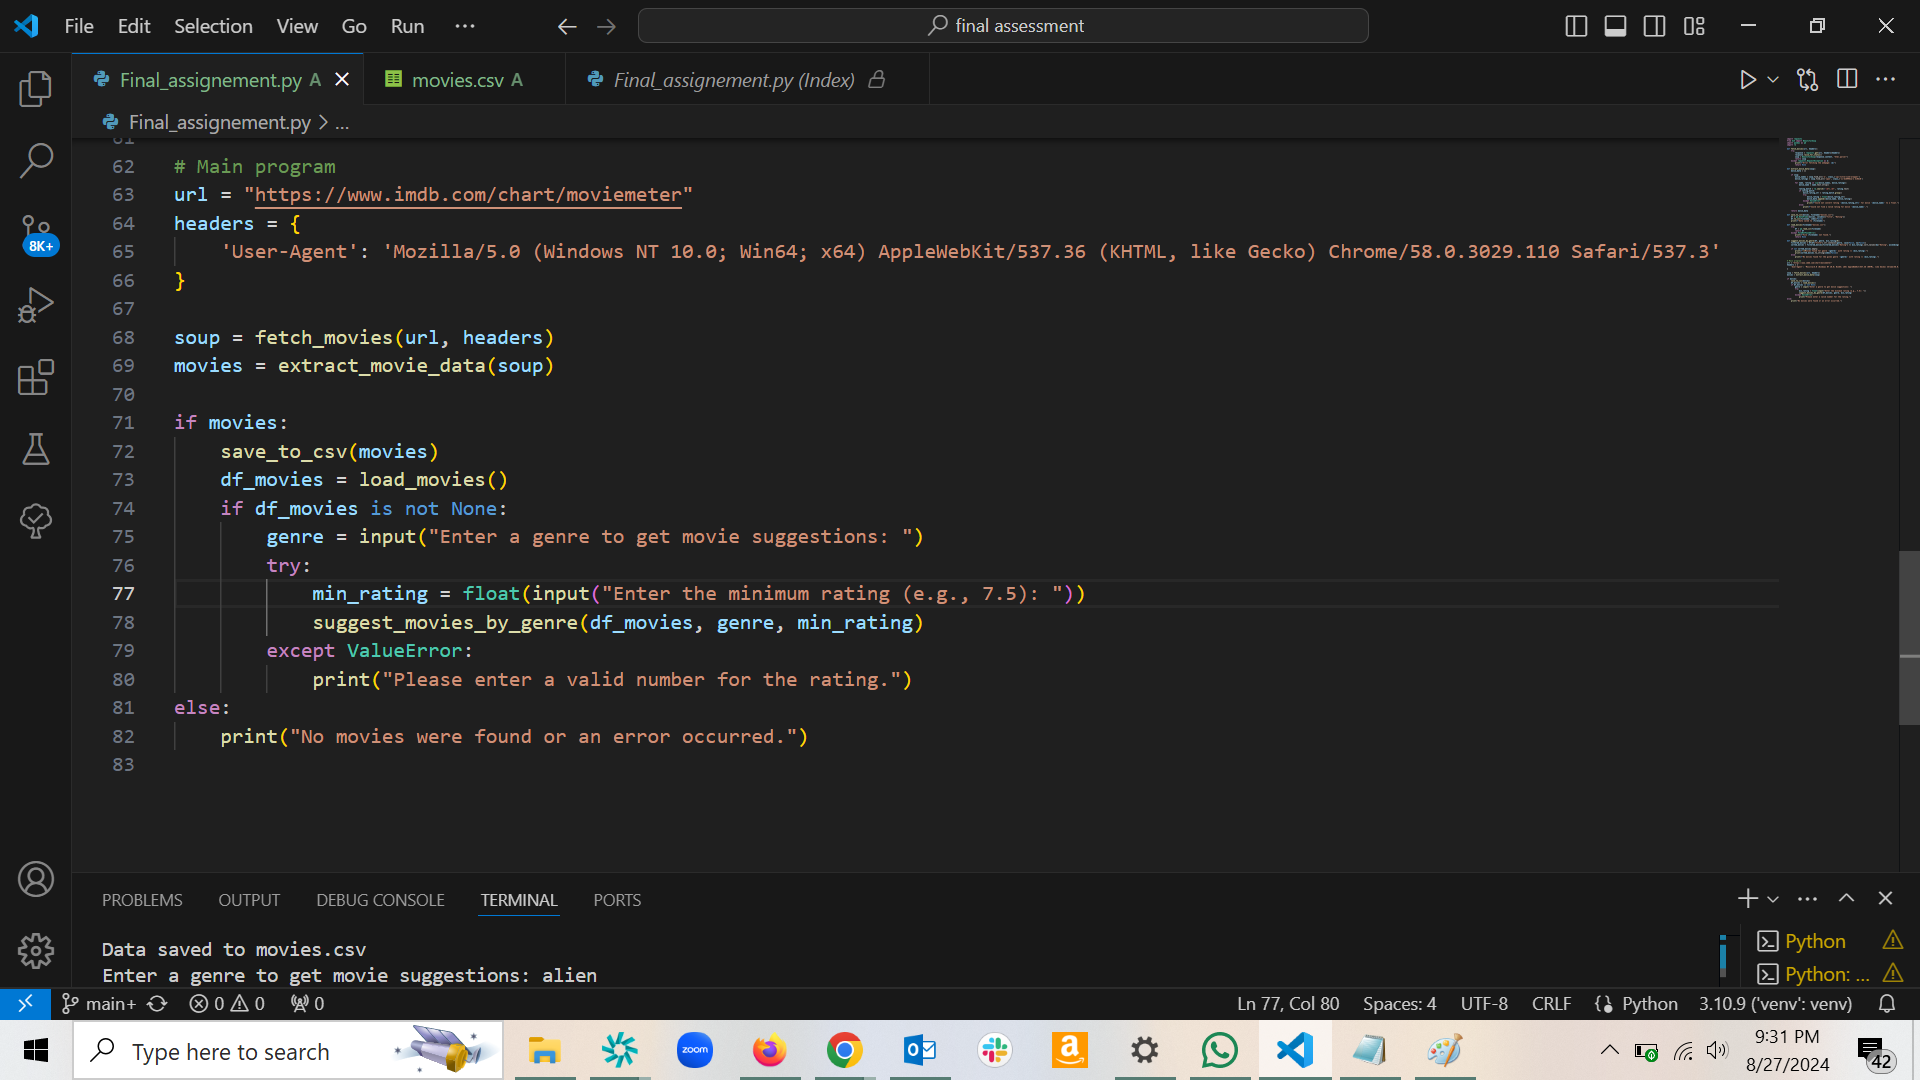 File Edit Selection View Go Run ··· final assessment
Final_assignement.py A movies.csv A Final_assignement.py (Index)
Final_assignement.py > ...
61
62 # Main program
63 url = "https://www.imdb.com/chart/moviemeter"
64 headers = {
65 'User-Agent': 'Mozilla/5.0 (Windows NT 10.0; Win64; x64) AppleWebKit/537.36 (KHTML, like Gecko) Chrome/58.0.3029.110 Safari/537.3'
66 }
67
68 soup = fetch_movies(url, headers)
69 movies = extract_movie_data(soup)
70
71 if movies:
72 save_to_csv(movies)
73 df_movies = load_movies()
74 if df_movies is not None:
75 genre = input("Enter a genre to get movie suggestions: ")
76 try:
77 min_rating = float(input("Enter the minimum rating (e.g., 7.5): "))
78 suggest_movies_by_genre(df_movies, genre, min_rating)
79 except ValueError:
80 print("Please enter a valid number for the rating.")
81 else:
82 print("No movies were found or an error occurred.")
83
8K+
PROBLEMS OUTPUT DEBUG CONSOLE TERMINAL PORTS
Data saved to movies.csv
Enter a genre to get movie suggestions: alien
Python
Python: ...
main+ 0 0 0 Ln 77, Col 80 Spaces: 4 UTF-8 CRLF Python 3.10.9 ('venv': venv)
Type here to search
zoom
9:31 PM
8/27/2024
42